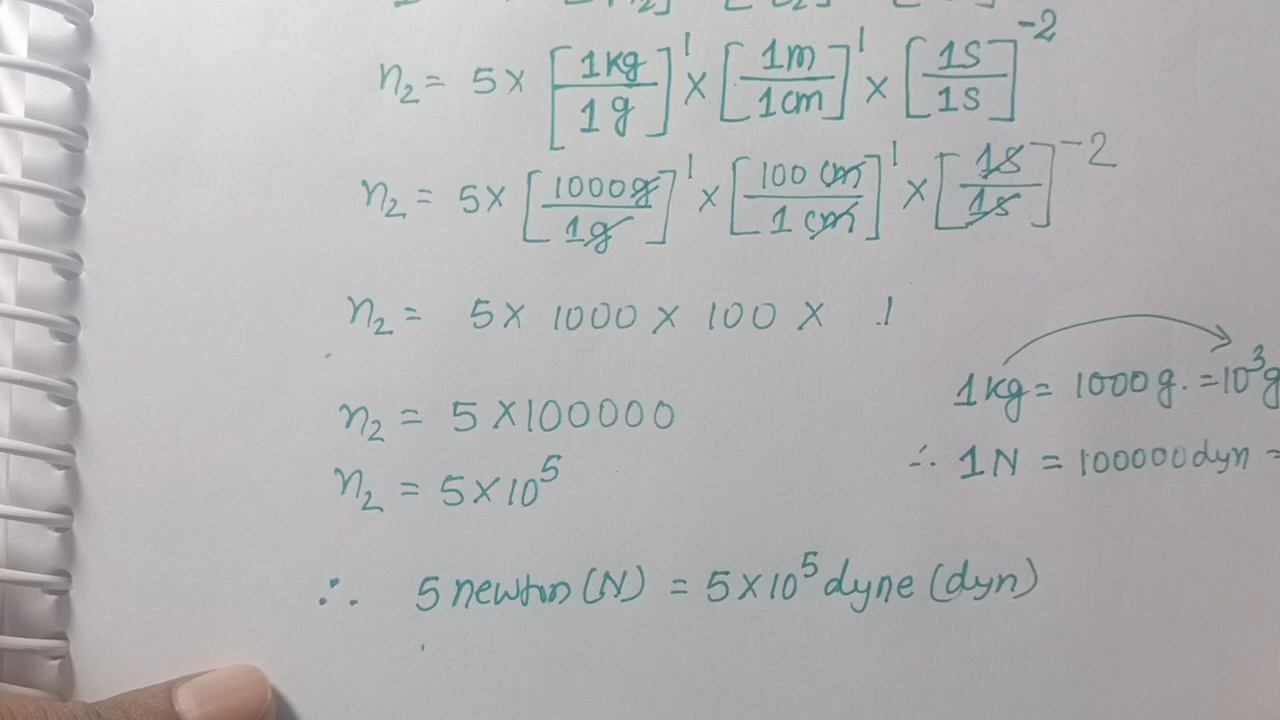 n₂ = 5 × [1kg / 1g]¹ × [1m / 1cm]¹ × [1S / 1S]⁻²
n₂ = 5 × [1000g / 1g]¹ × [100 cm / 1 cm]¹ × [1s / 1s]⁻²
n₂ = 5 × 1000 × 100 × .1
1kg = 1000 g. = 10³g
n₂ = 5 × 100000
∴ 1N = 100000dyn =
n₂ = 5 × 10⁵
∴ 5 newton (N) = 5 × 10⁵ dyne (dyn)